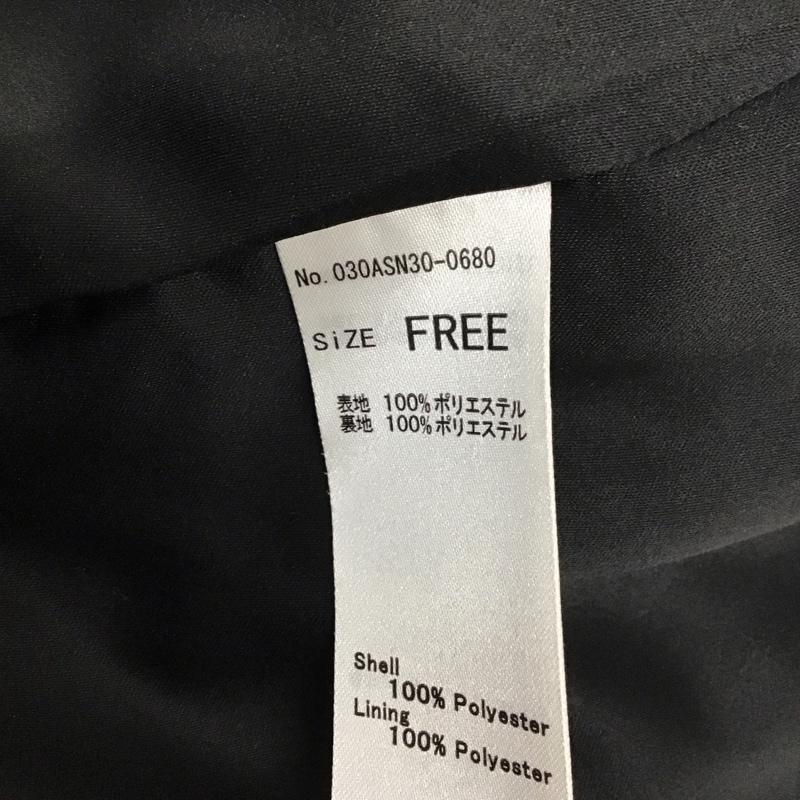 No. 030ASN30-0680
SiZE FREE
表地 100%ポリエステル
裏地 100%ポリエステル
Shell
100% Polyester
Lining
100% Polyester